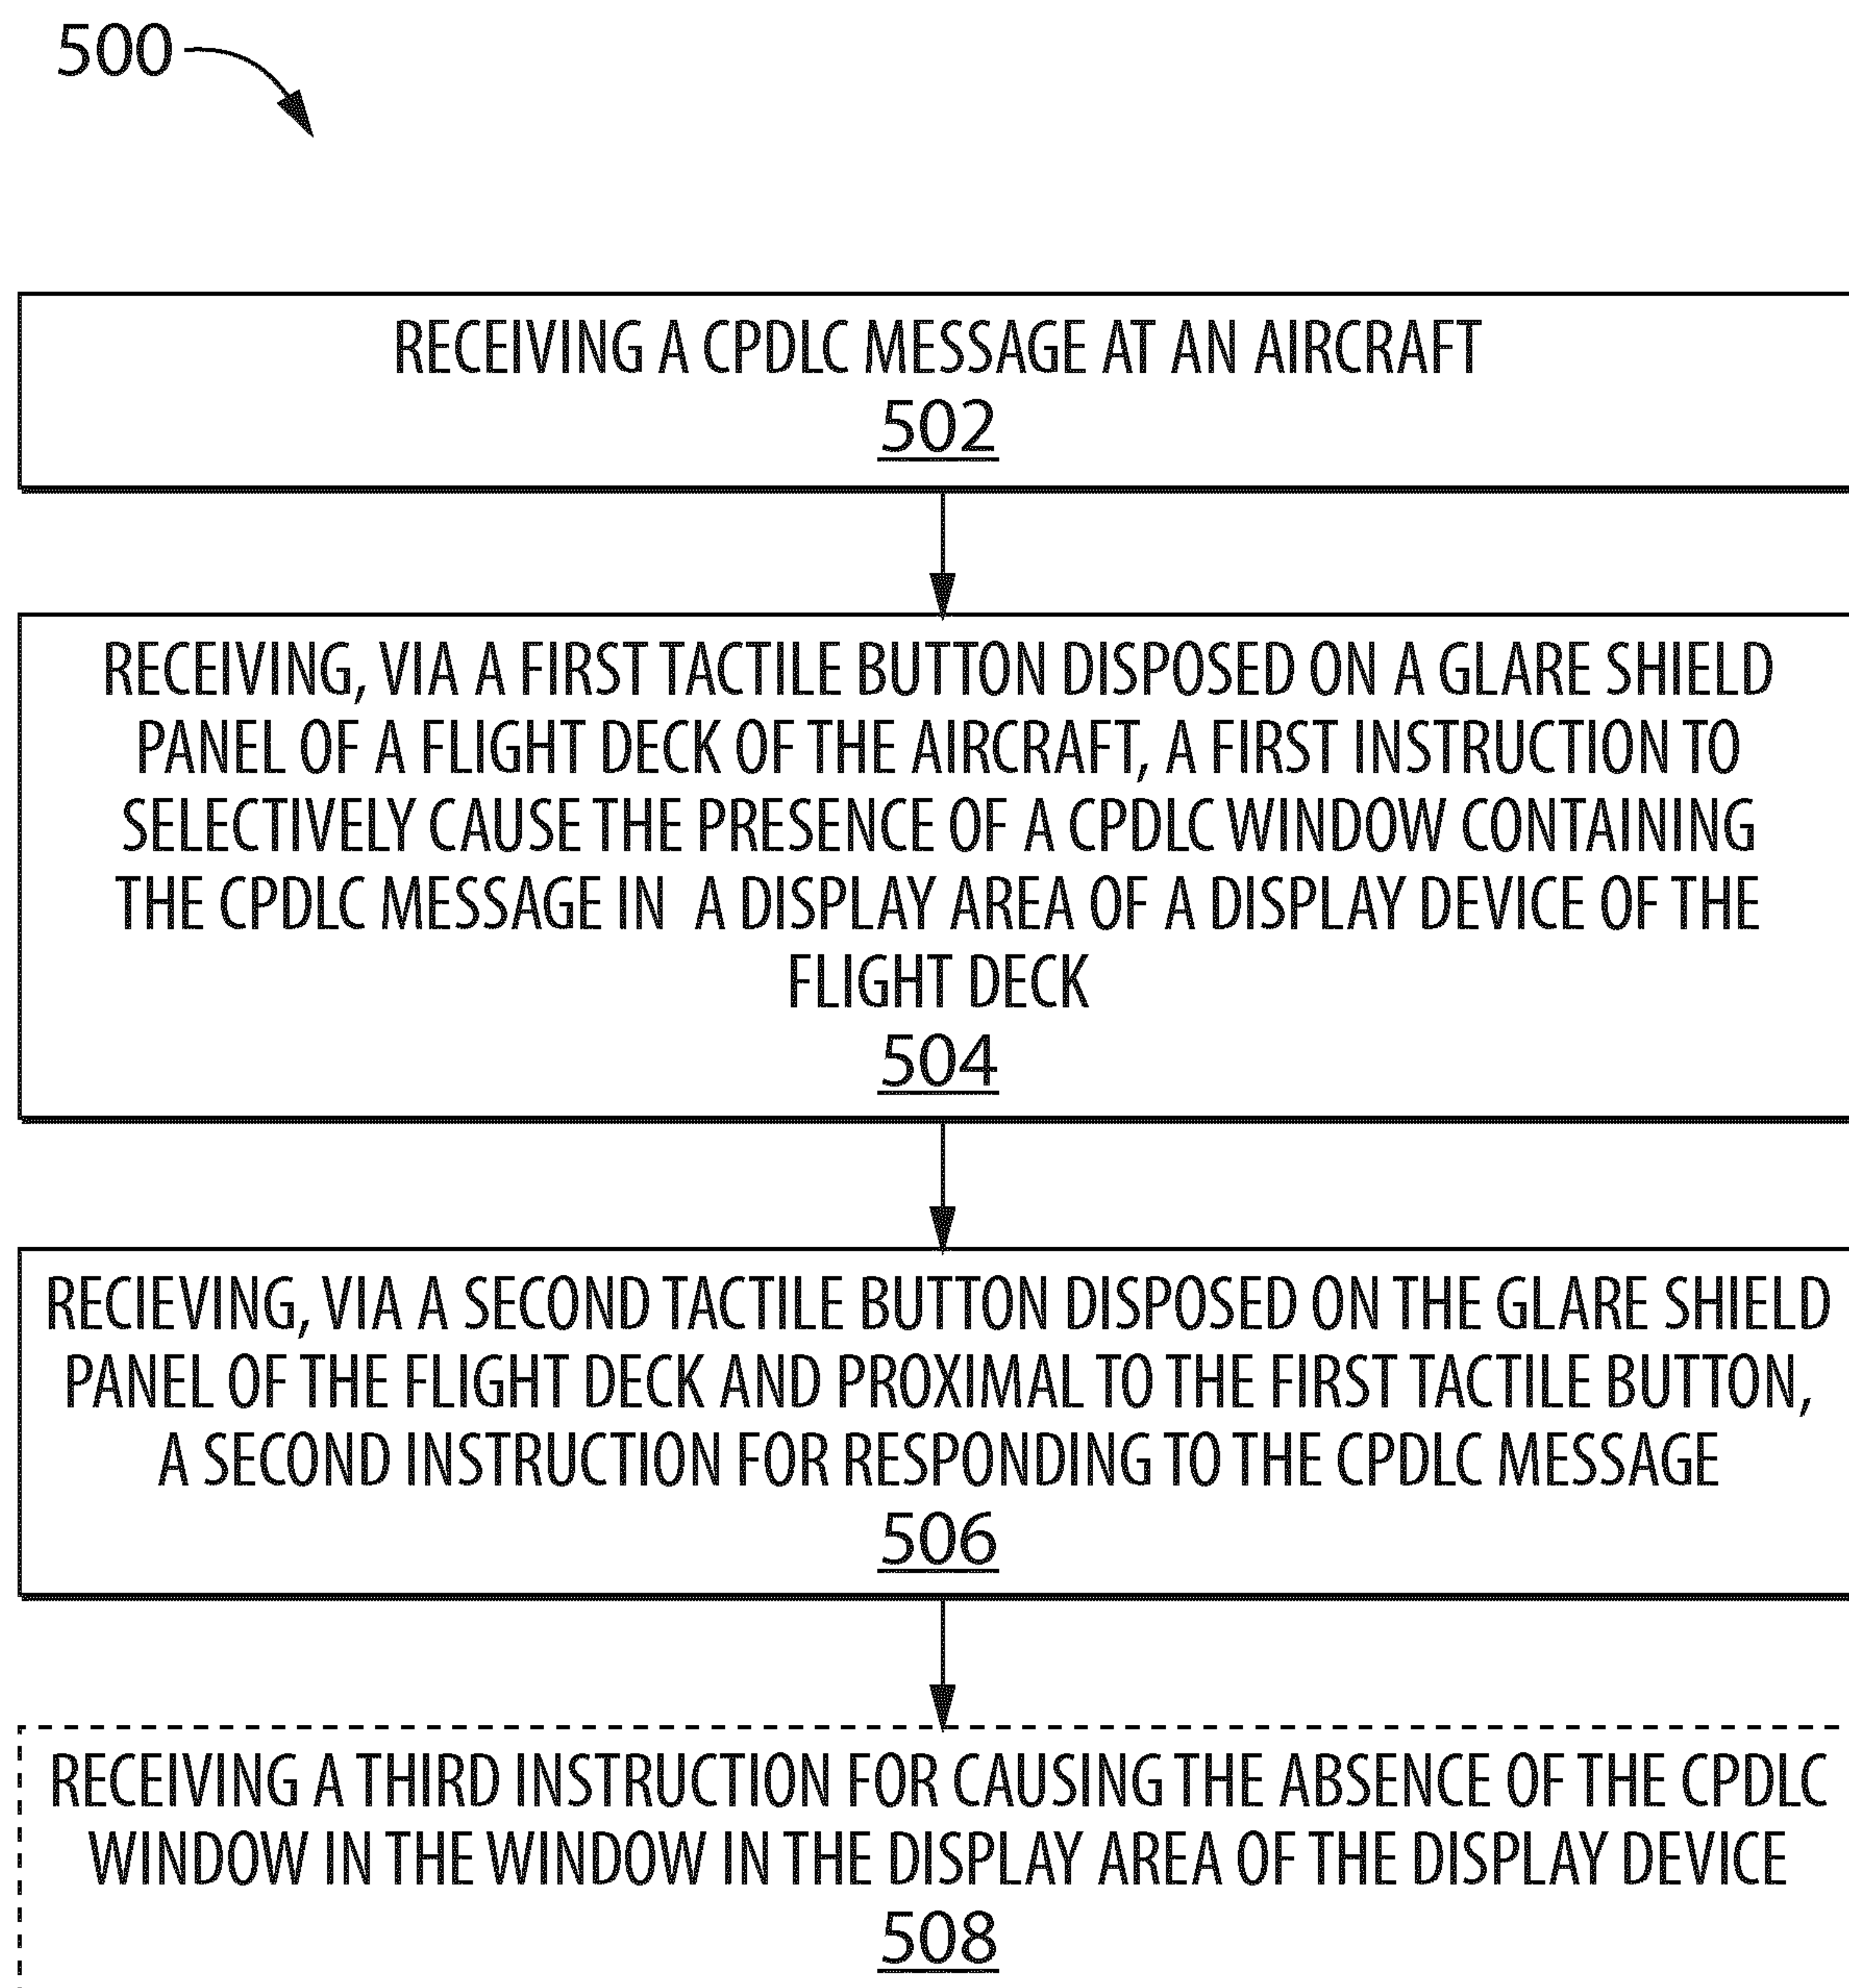 500
RECEIVING A CPDLC MESSAGE AT AN AIRCRAFT
502
RECEIVING, VIA A FIRST TACTILE BUTTON DISPOSED ON A GLARE SHIELD
PANEL OF A FLIGHT DECK OF THE AIRCRAFT, A FIRST INSTRUCTION TO
SELECTIVELY CAUSE THE PRESENCE OF A CPDLC WINDOW CONTAINING
THE CPDLC MESSAGE IN A DISPLAY AREA OF A DISPLAY DEVICE OF THE
FLIGHT DECK
504
RECIEVING, VIA A SECOND TACTILE BUTTON DISPOSED ON THE GLARE SHIELD
PANEL OF THE FLIGHT DECK AND PROXIMAL TO THE FIRST TACTILE BUTTON,
A SECOND INSTRUCTION FOR RESPONDING TO THE CPDLC MESSAGE
506
RECEIVING A THIRD INSTRUCTION FOR CAUSING THE ABSENCE OF THE CPDLC
WINDOW IN THE WINDOW IN THE DISPLAY AREA OF THE DISPLAY DEVICE
508